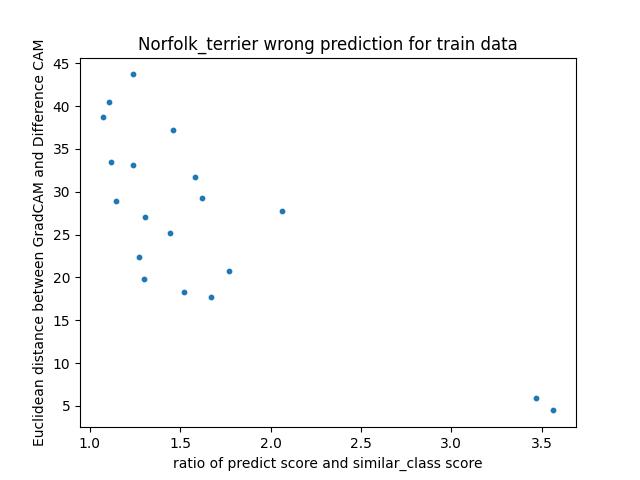 Norfolk_terrier wrong prediction for train data
Euclidean distance between GradCAM and Difference CAM
45
40
35
30
25
20
15
10
5
1.0 1.5 2.0 2.5 3.0 3.5
ratio of predict score and similar_class score